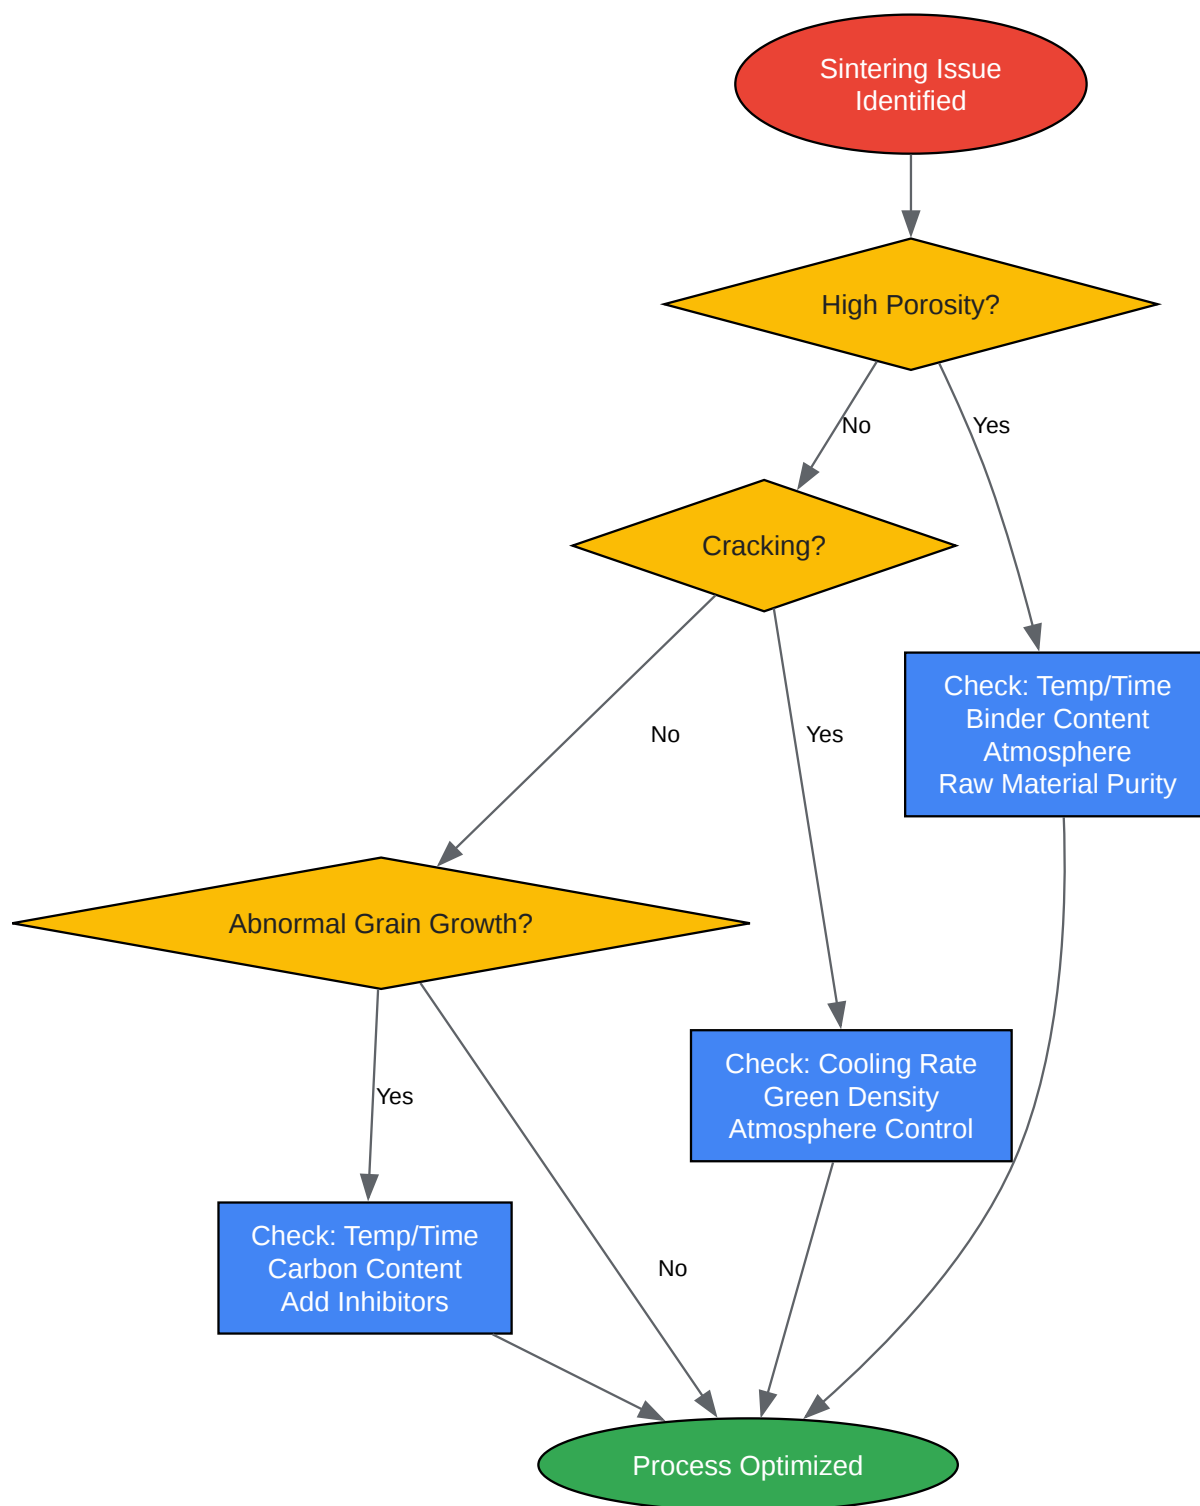 Sintering Issue
Identified
High Porosity?
No
Yes
Cracking?
No
Yes
Check: Temp/Time
Binder Content
Atmosphere
Raw Material Purity
Abnormal Grain Growth?
Yes
No
Check: Cooling Rate
Green Density
Atmosphere Control
Check: Temp/Time
Carbon Content
Add Inhibitors
Process Optimized